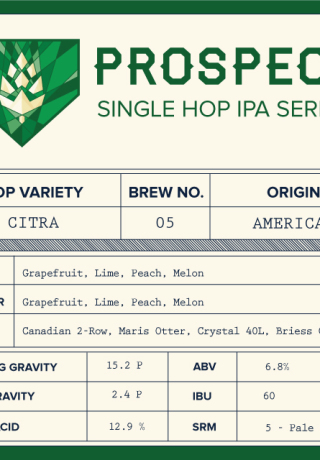 PROSPEC
SINGLE HOP IPA SERI
OP VARIETY BREW NO. ORIGIN
CITRA 05 AMERICA
Grapefruit, Lime, Peach, Melon
R Grapefruit, Lime, Peach, Melon
Canadian 2-Row, Maris Otter, Crystal 40L, Briess
G GRAVITY 15.2 P ABV 6.8%
RAVITY 2.4 P IBU 60
CID 12.9 % SRM 5 - Pale